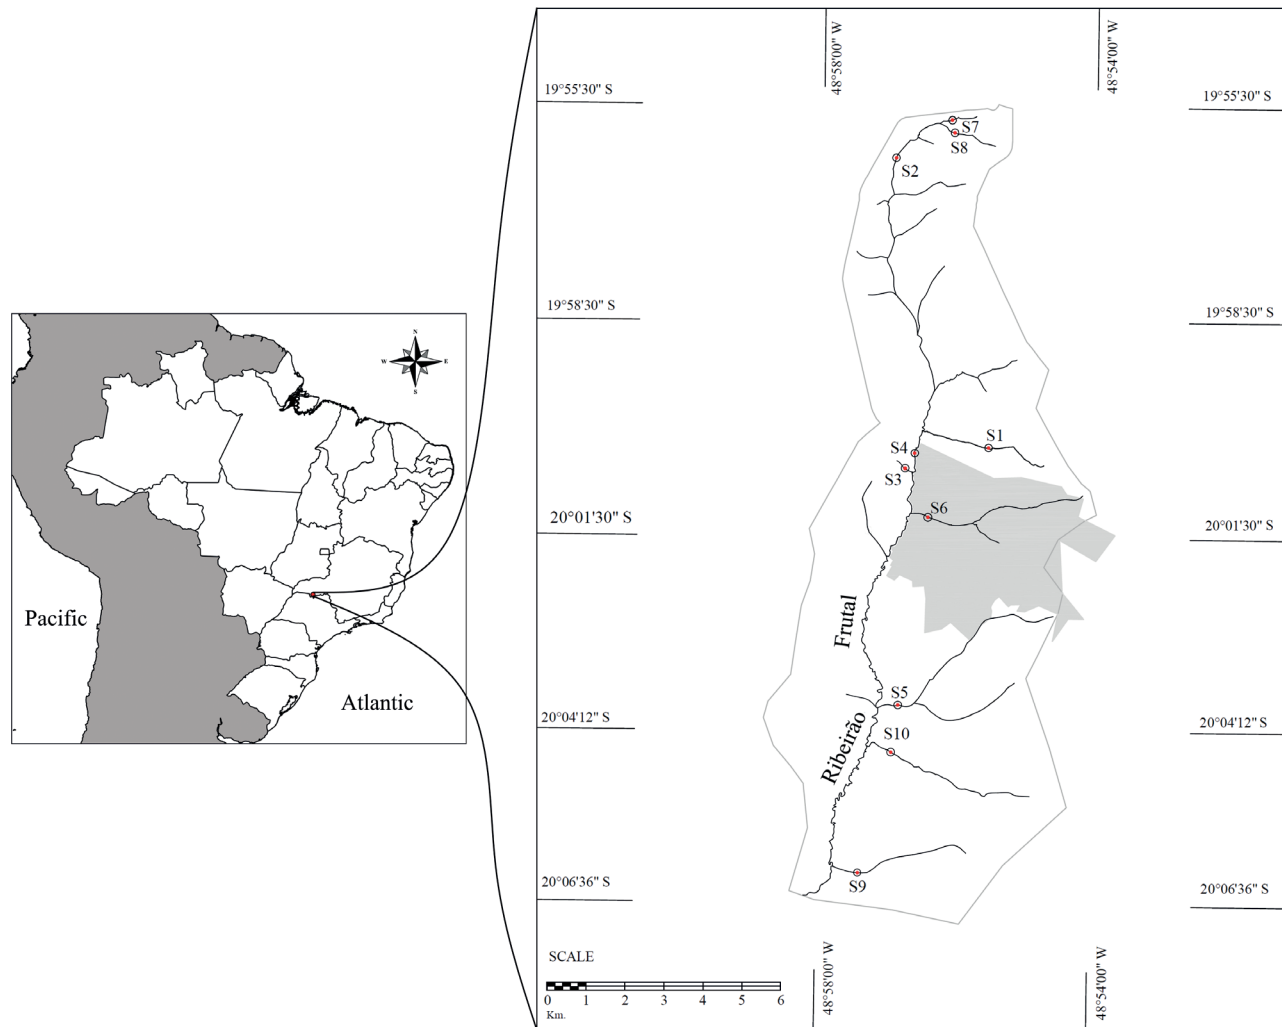 48°58'00" W
48°54'00" W
19°55'30" S
19°55'30" S
S7
S8
S2
19°58'30" S
19°58'30" S
N
W
E
S
S1
S4
S3
S6
20°01'30" S
20°01'30" S
Pacific
Atlantic
Frutal
Ribeirão
S5
S10
20°04'12" S
20°04'12" S
S9
20°06'36" S
20°06'36" S
SCALE
0 1 2 3 4 5 6
Km.
48°58'00" W
48°54'00" W